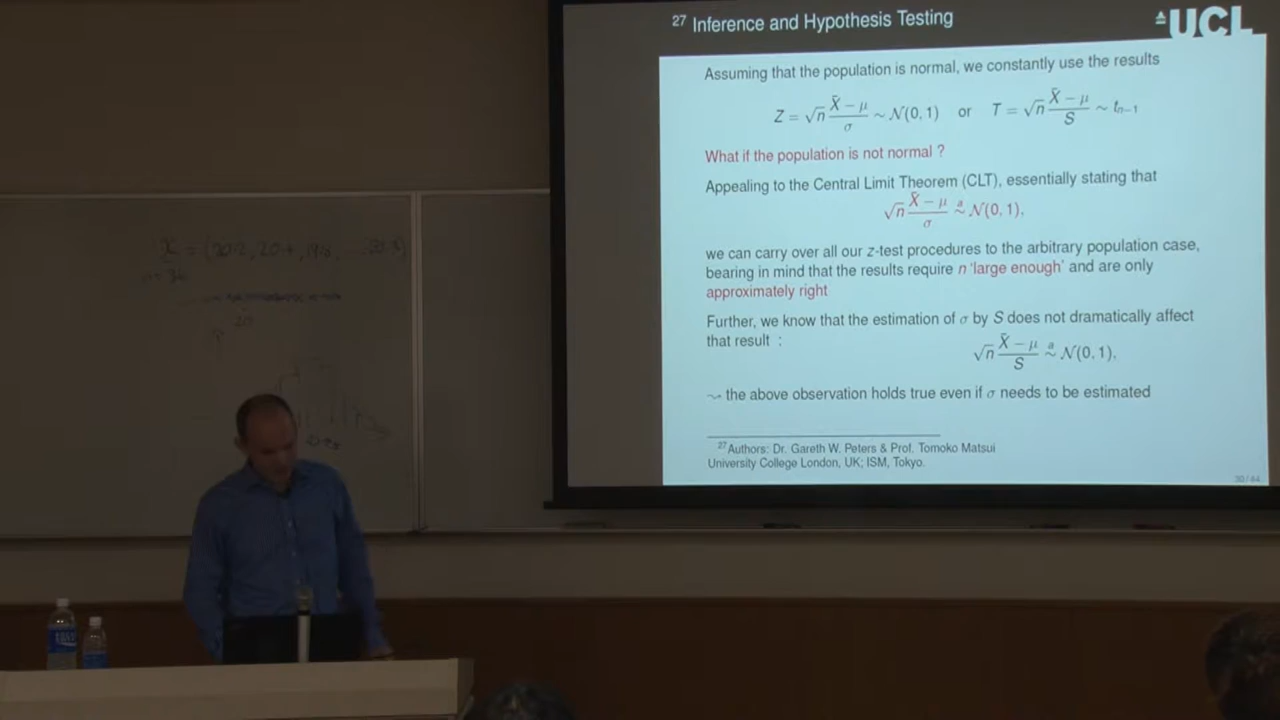 27 Inference and Hypothesis Testing
UCL
Assuming that the population is normal, we constantly use the results
Z = √n (X̄ − μ)/σ ∼ N(0, 1) or T = √n (X̄ − μ)/S ∼ tₙ₋₁
What if the population is not normal ?
Appealing to the Central Limit Theorem (CLT), essentially stating that
√n (X̄ − μ)/σ ∼ᵃ N(0, 1),
we can carry over all our z-test procedures to the arbitrary population case,
bearing in mind that the results require n 'large enough' and are only
approximately right
Further, we know that the estimation of σ by S does not dramatically affect
that result :
√n (X̄ − μ)/S ∼ᵃ N(0, 1),
⇝ the above observation holds true even if σ needs to be estimated
27 Authors: Dr. Gareth W. Peters & Prof. Tomoko Matsui
University College London, UK; ISM, Tokyo.